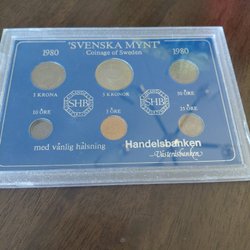 1980 'SVENSKA MYNT' 1980
Coinage of Sweden
1 KRONA 5 KRONOR 50 ÖRE
10 ÖRE 5 ÖRE 25 ÖRE
SHB SHB
med vänlig hälsning Handelsbanken